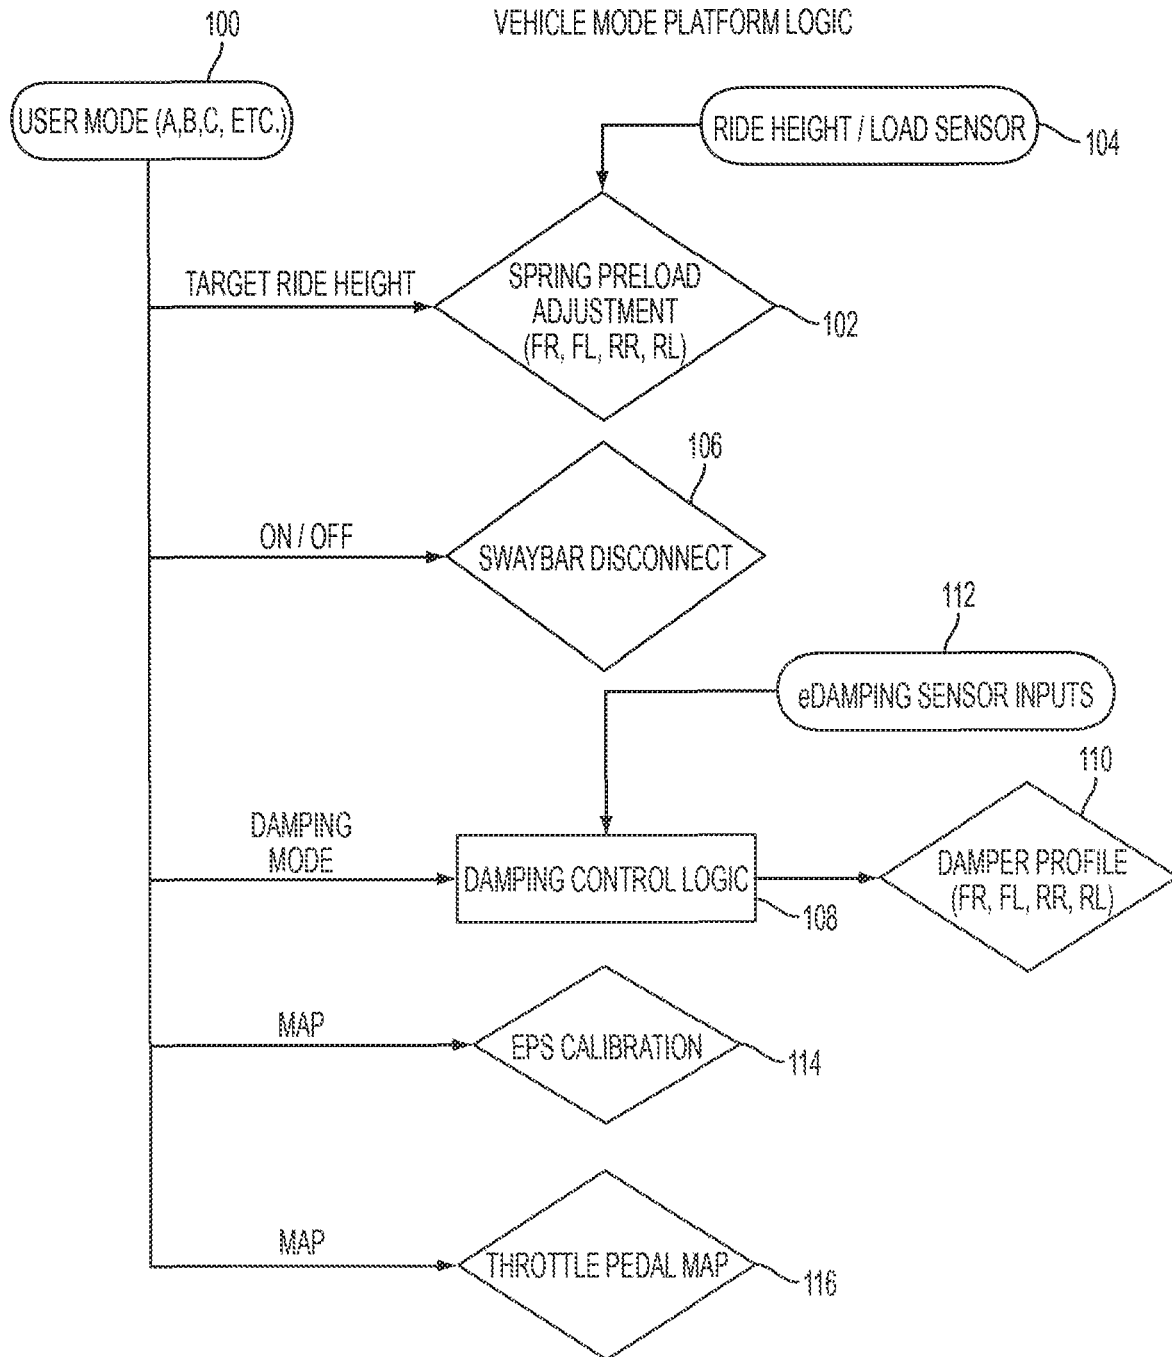 VEHICLE MODE PLATFORM LOGIC
100
USER MODE (A,B,C, ETC.)
RIDE HEIGHT / LOAD SENSOR
104
TARGET RIDE HEIGHT
SPRING PRELOAD
ADJUSTMENT
(FR, FL, RR, RL)
102
106
ON / OFF
SWAYBAR DISCONNECT
112
eDAMPING SENSOR INPUTS
110
DAMPING
MODE
DAMPING CONTROL LOGIC
108
DAMPER PROFILE
(FR, FL, RR, RL)
MAP
EPS CALIBRATION
114
MAP
THROTTLE PEDAL MAP
116